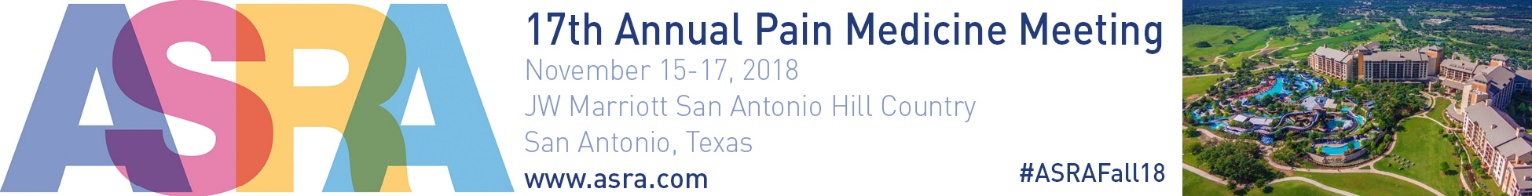 ASRA
17th Annual Pain Medicine Meeting
November 15-17, 2018
JW Marriott San Antonio Hill Country
San Antonio, Texas
www.asra.com
#ASRAFall18